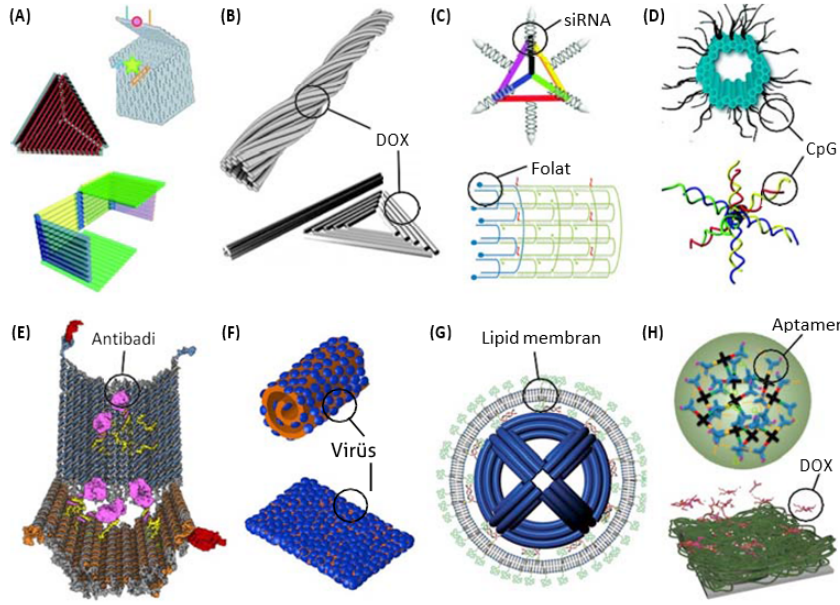 (A)
(B)
DOX
(C)
siRNA
Folat
(D)
CpG
(E)
Antibadi
(F)
Virüs
(G)
Lipid membran
(H)
Aptamer
DOX